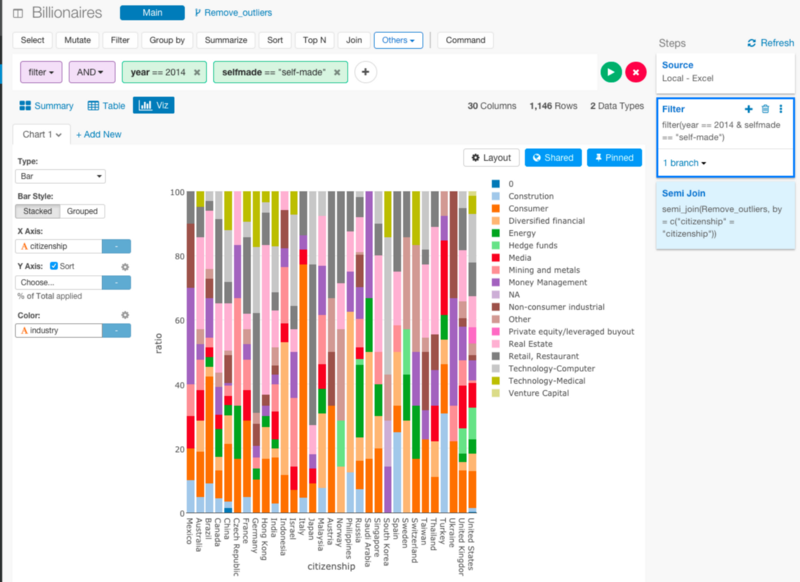 Billionaires Main Remove_outliers
Select Mutate Filter Group by Summarize Sort Top N Join Others Command
filter AND year == 2014 selfmade == "self-made" +
Summary Table Viz 30 Columns 1,146 Rows 2 Data Types
Chart 1 + Add New
Type:
Bar
Bar Style:
Stacked Grouped
X Axis:
A citizenship -
Y Axis: Sort
Choose... -
% of Total applied
Color:
A industry -
Layout Shared Pinned
100
80
60
40
20
0
ratio
Mexico
Australia
Brazil
Canada
China
Czech Republic
France
Germany
Hong Kong
India
Indonesia
Israel
Italy
Japan
Malaysia
Austria
Norway
Philippines
Russia
Saudi Arabia
Singapore
South Korea
Spain
Sweden
Switzerland
Taiwan
Thailand
Turkey
Ukraine
United Kingdor
United States
citizenship
0
Constrution
Consumer
Diversified financial
Energy
Hedge funds
Media
Mining and metals
Money Management
NA
Non-consumer industrial
Other
Private equity/leveraged buyout
Real Estate
Retail, Restaurant
Technology-Computer
Technology-Medical
Venture Capital
Steps Refresh
Source
Local - Excel
Filter
filter(year == 2014 & selfmade
== "self-made")
1 branch
Semi Join
semi_join(Remove_outliers, by
= c("citizenship" =
"citizenship"))